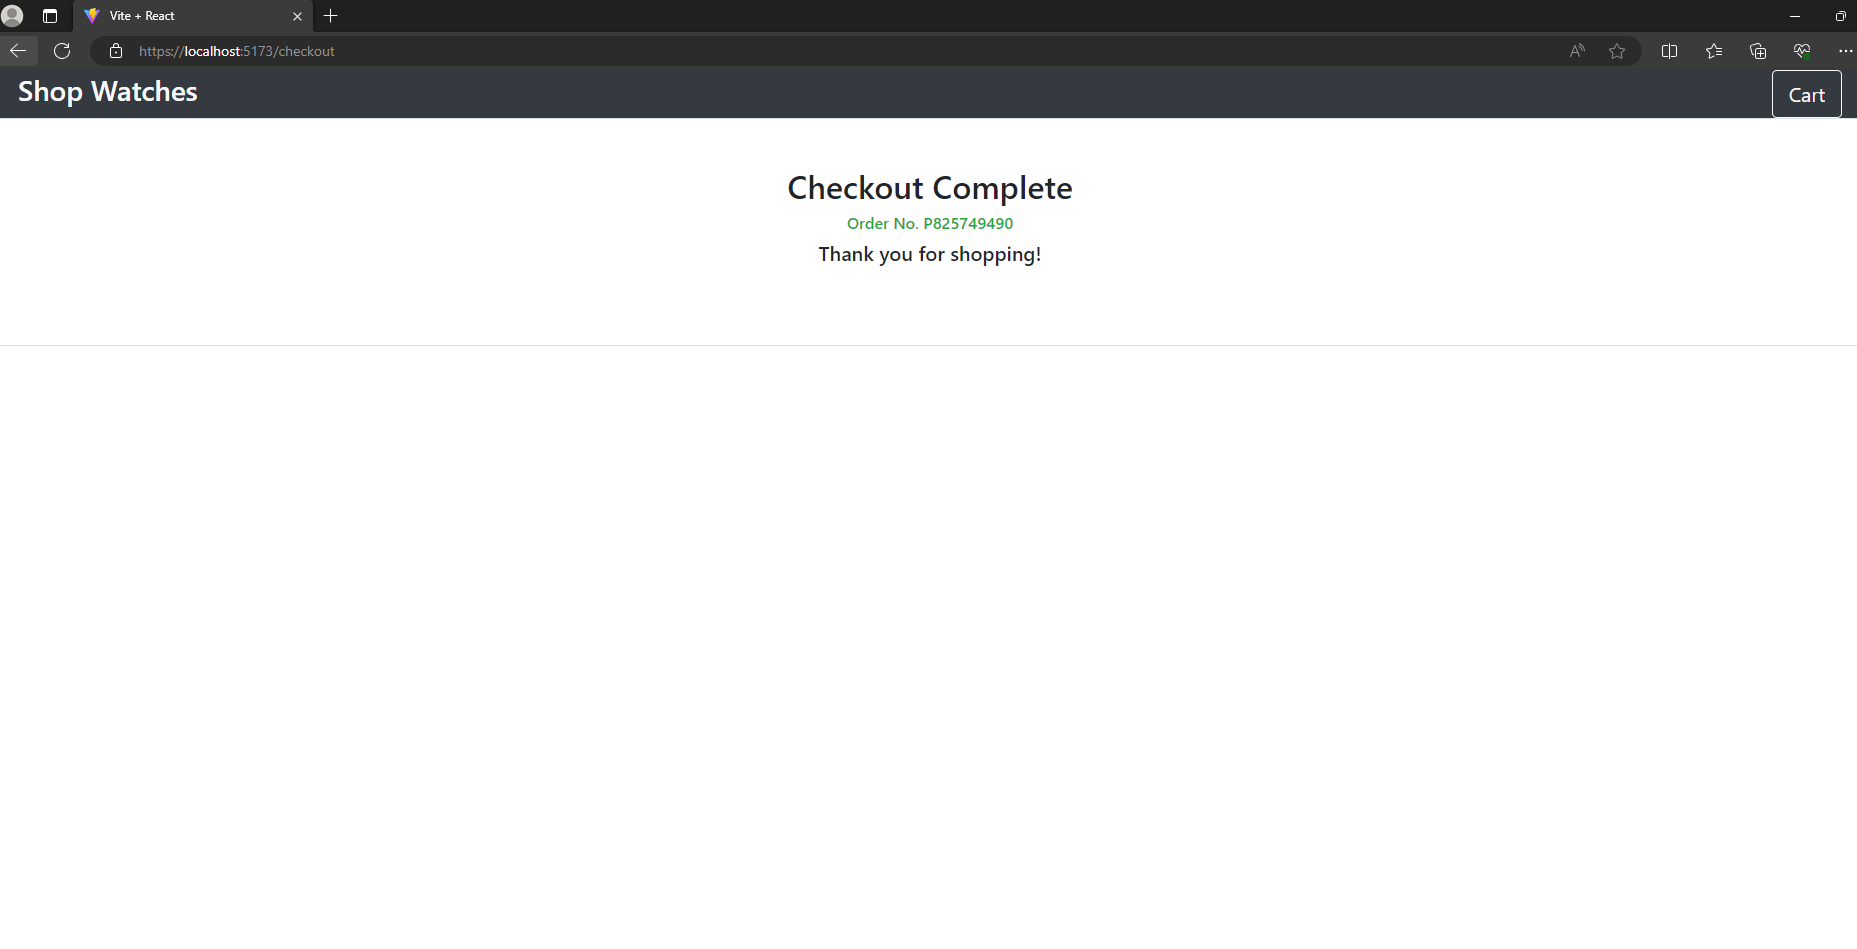 Vite + React
https://localhost:5173/checkout
Shop Watches
Cart
Checkout Complete
Order No. P825749490
Thank you for shopping!